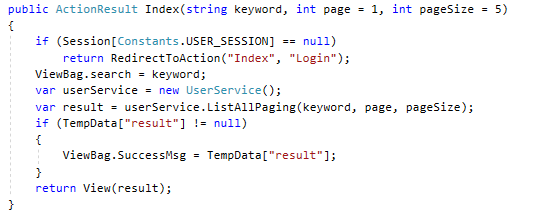 public ActionResult Index(string keyword, int page = 1, int pageSize = 5)
{
    if (Session[Constants.USER_SESSION] == null)
        return RedirectToAction("Index", "Login");
    ViewBag.search = keyword;
    var userService = new UserService();
    var result = userService.ListAllPaging(keyword, page, pageSize);
    if (TempData["result"] != null)
    {
        ViewBag.SuccessMsg = TempData["result"];
    }
    return View(result);
}